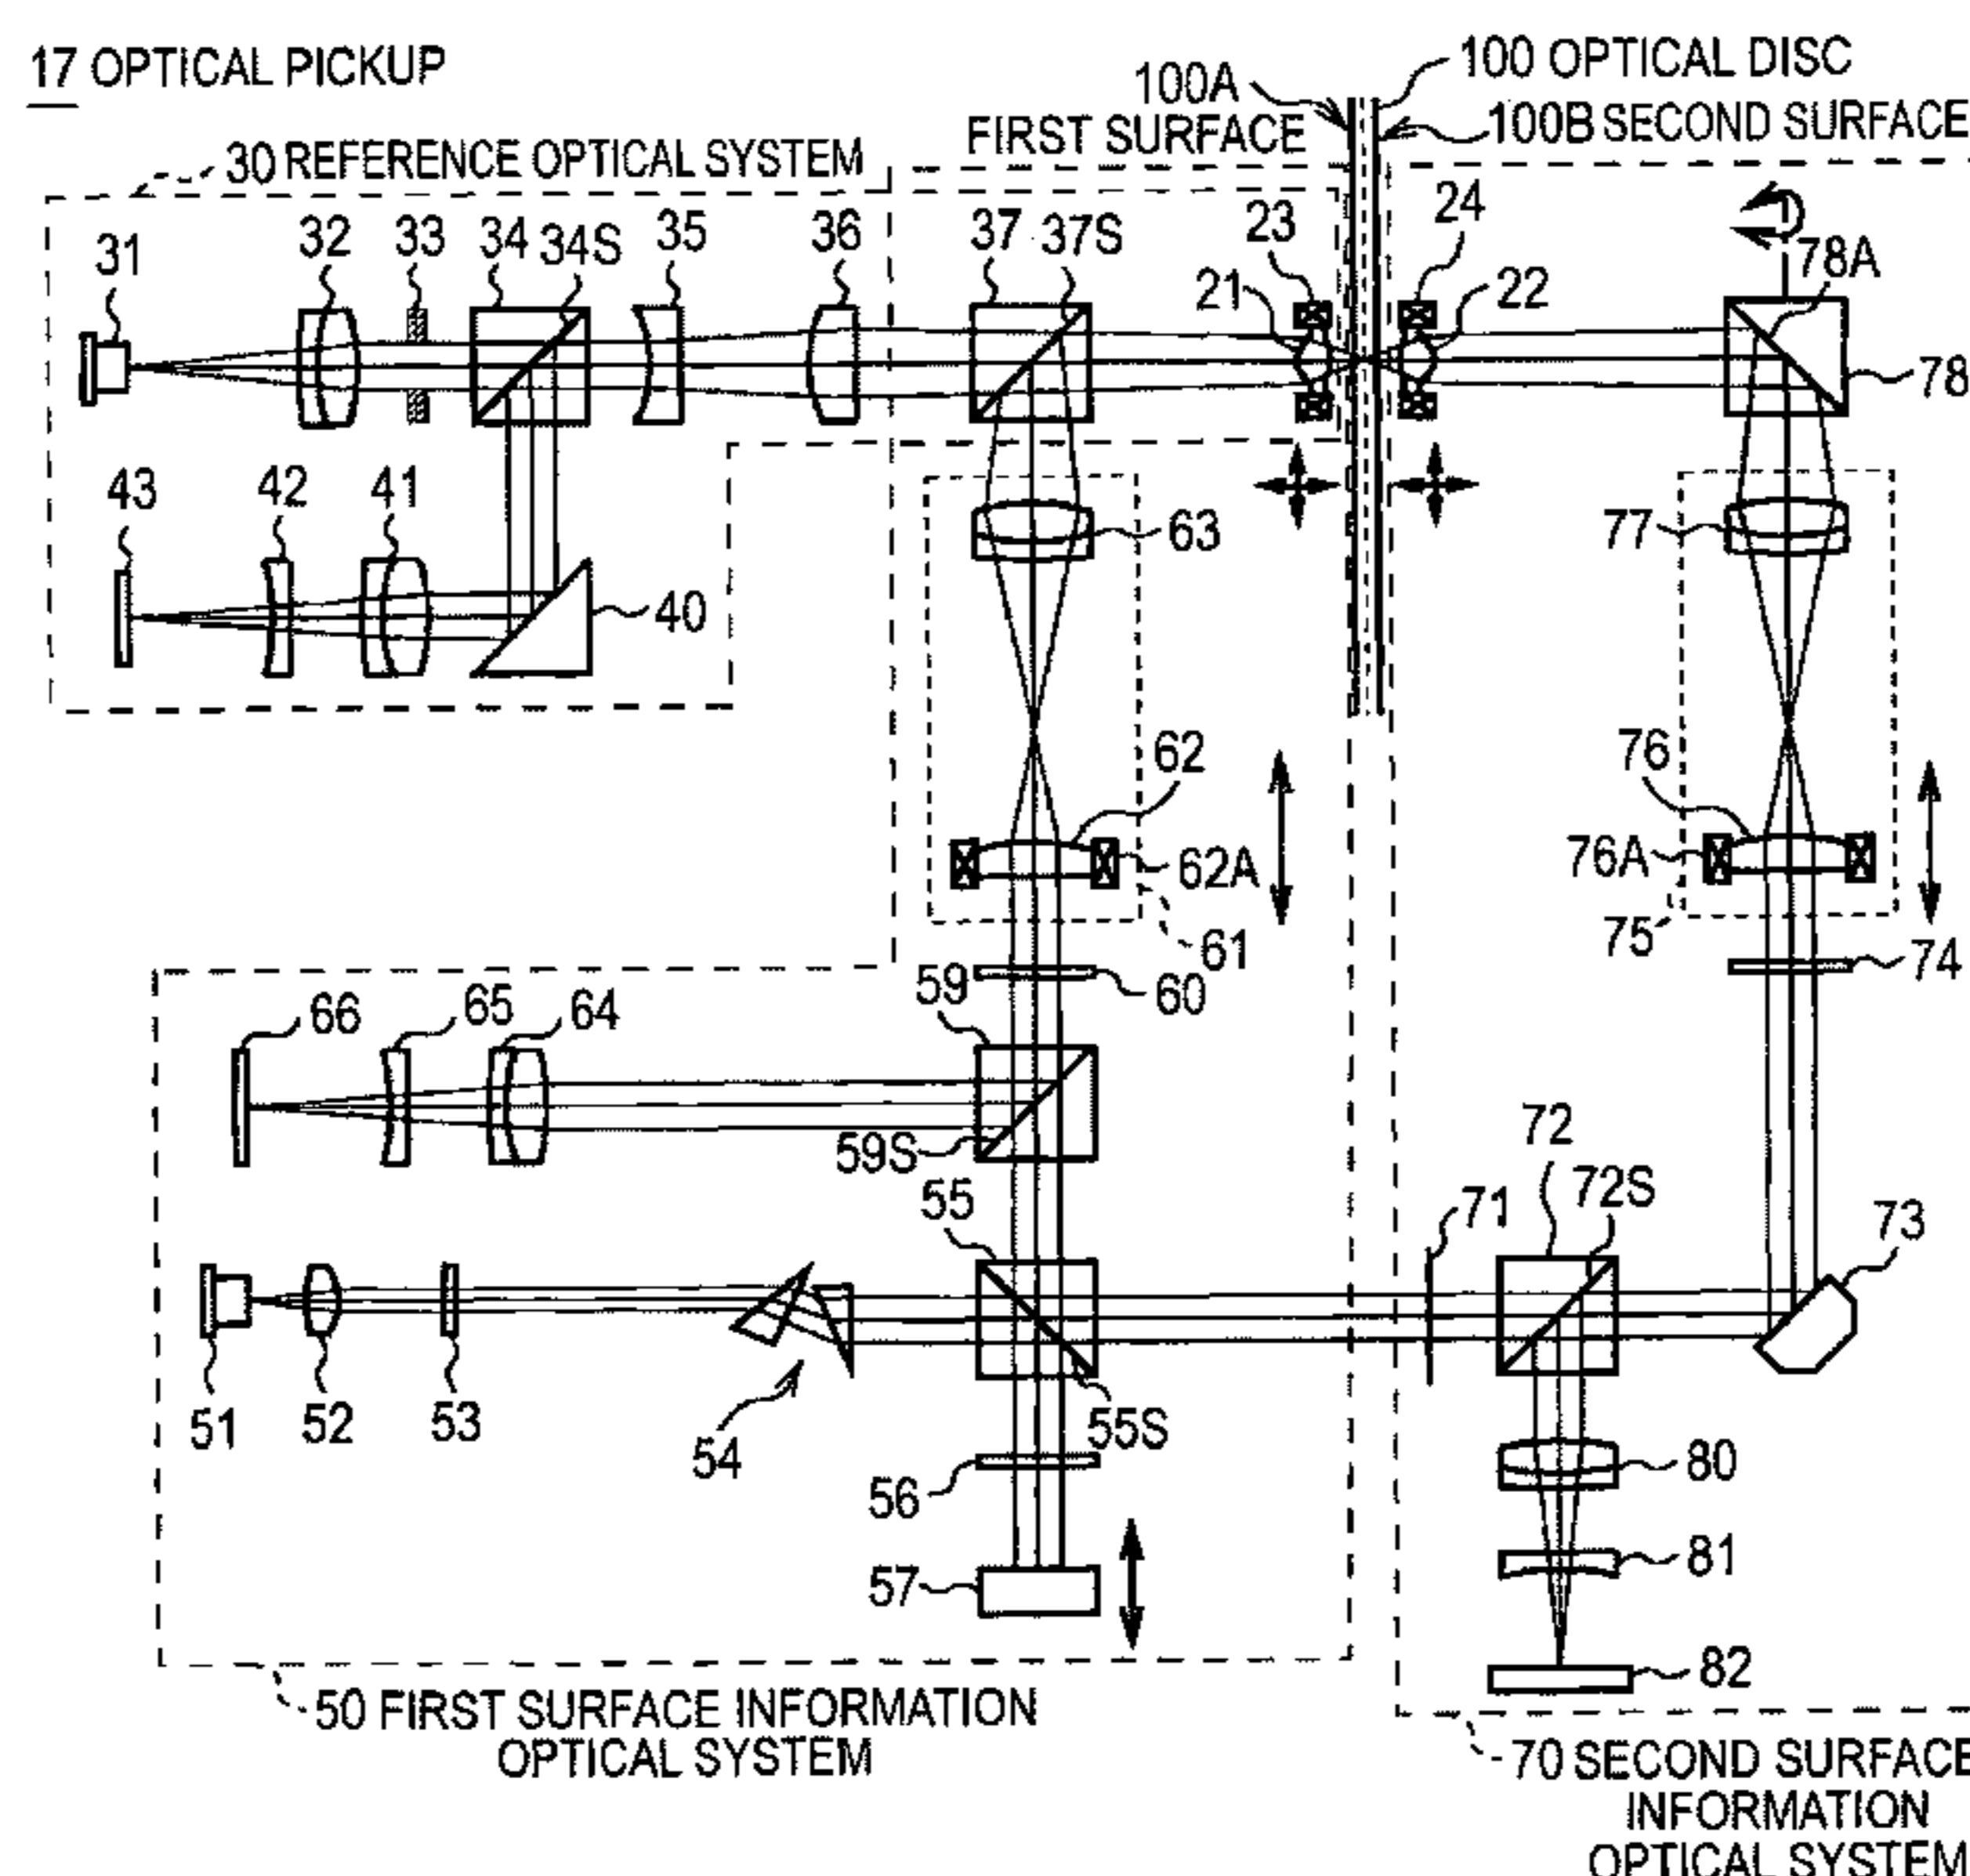 17 OPTICAL PICKUP
100 OPTICAL DISC
100A
FIRST SURFACE
100B SECOND SURFACE
30 REFERENCE OPTICAL SYSTEM
31
32
33
34
34S
35
36
37
37S
23
21
24
22
78A
78
43
42
41
40
63
77
62
62A
61
76
76A
75
60
74
59
66
65
64
59S
55
72
72S
71
73
51
52
53
54
55S
56
57
80
81
82
50 FIRST SURFACE INFORMATION
OPTICAL SYSTEM
70 SECOND SURFACE
INFORMATION
OPTICAL SYSTEM